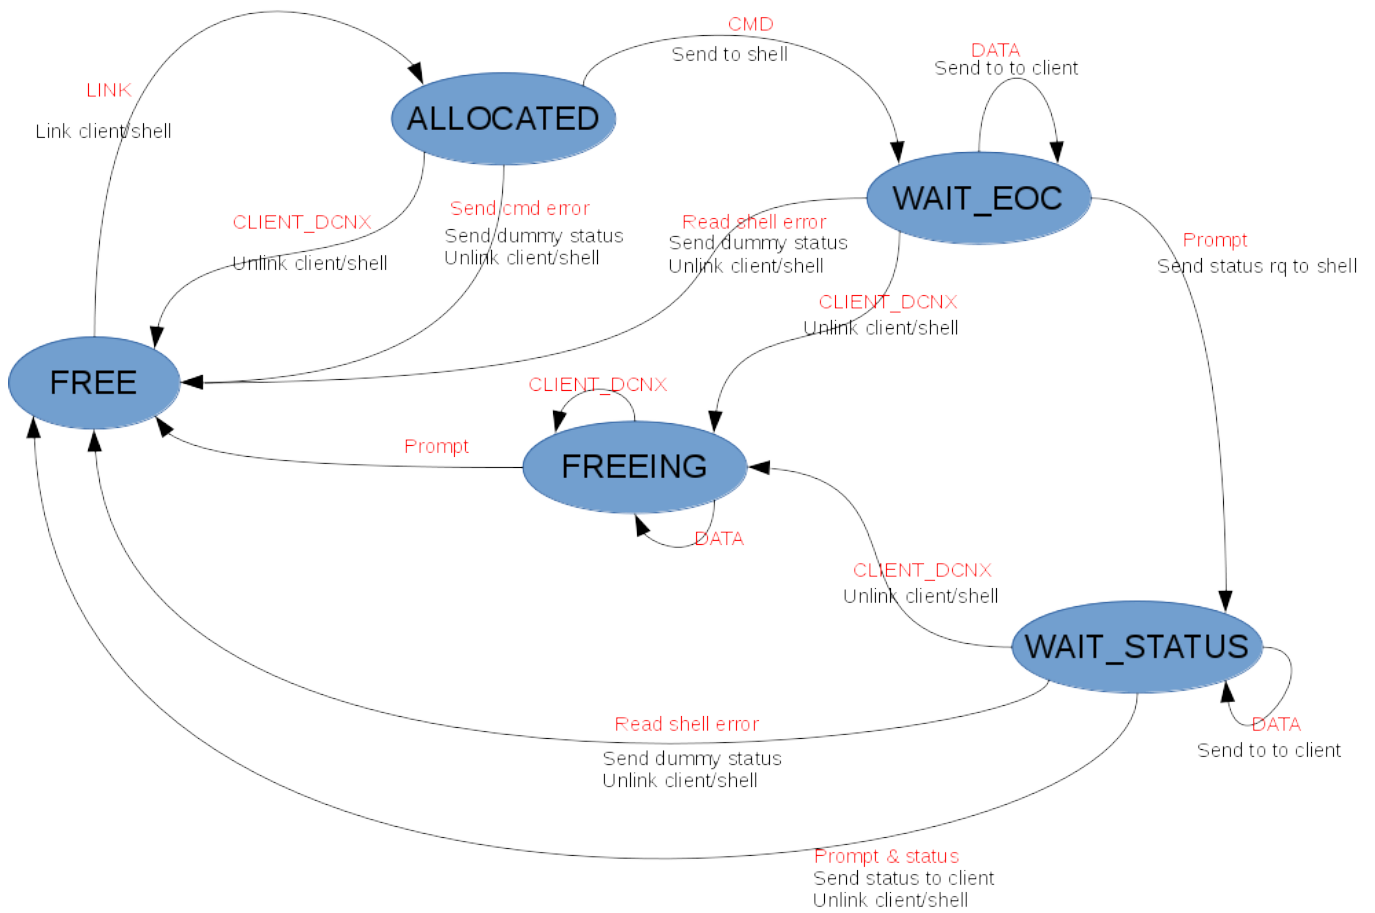 CMD
Send to shell
DATA
Send to to client
LINK
Link client/shell
ALLOCATED
WAIT_EOC
CLIENT_DCNX
Unlink client/shell
Send cmd error
Send dummy status
Unlink client/shell
Read shell error
Send dummy status
Unlink client/shell
Prompt
Send status rq to shell
CLIENT_DCNX
Unlink client/shell
FREE
CLIENT_DCNX
Prompt
FREEING
DATA
CLIENT_DCNX
Unlink client/shell
WAIT_STATUS
Read shell error
Send dummy status
Unlink client/shell
DATA
Send to to client
Prompt & status
Send status to client
Unlink client/shell